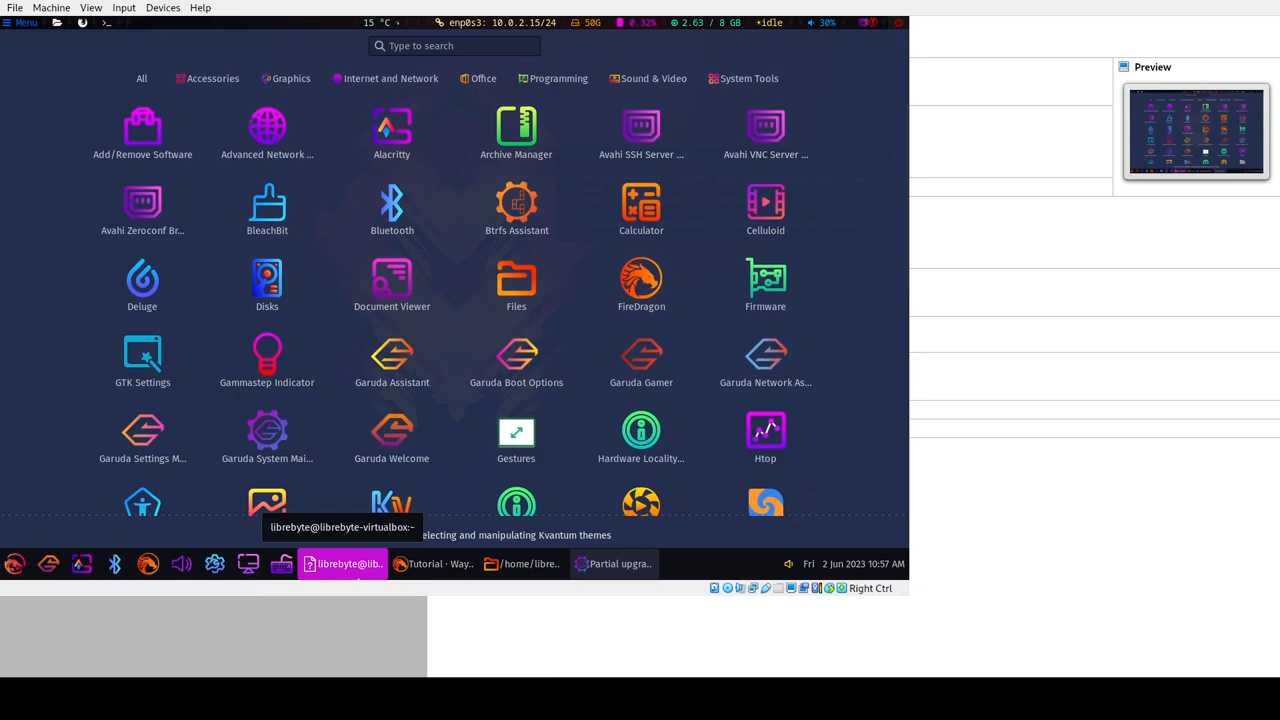 File Machine View Input Devices Help
Menu 15 °C enp0s3: 10.0.2.15/24 50G 0.32% 2.63 / 8 GB *idle 30%
Type to search
Preview
All Accessories Graphics Internet and Network Office Programming Sound & Video System Tools
Add/Remove Software Advanced Network ... Alacritty Archive Manager Avahi SSH Server ... Avahi VNC Server ...
Avahi Zeroconf Br... BleachBit Bluetooth Btrfs Assistant Calculator Celluloid
Deluge Disks Document Viewer Files FireDragon Firmware
GTK Settings Gammastep Indicator Garuda Assistant Garuda Boot Options Garuda Gamer Garuda Network As...
Garuda Settings M... Garuda System Mai... Garuda Welcome Gestures Hardware Locality... Htop
librebyte@librebyte-virtualbox:~
electing and manipulating Kvantum themes
librebyte@lib.. Tutorial · Way.. /home/libre.. Partial upgra.. Fri 2 Jun 2023 10:57 AM
Right Ctrl